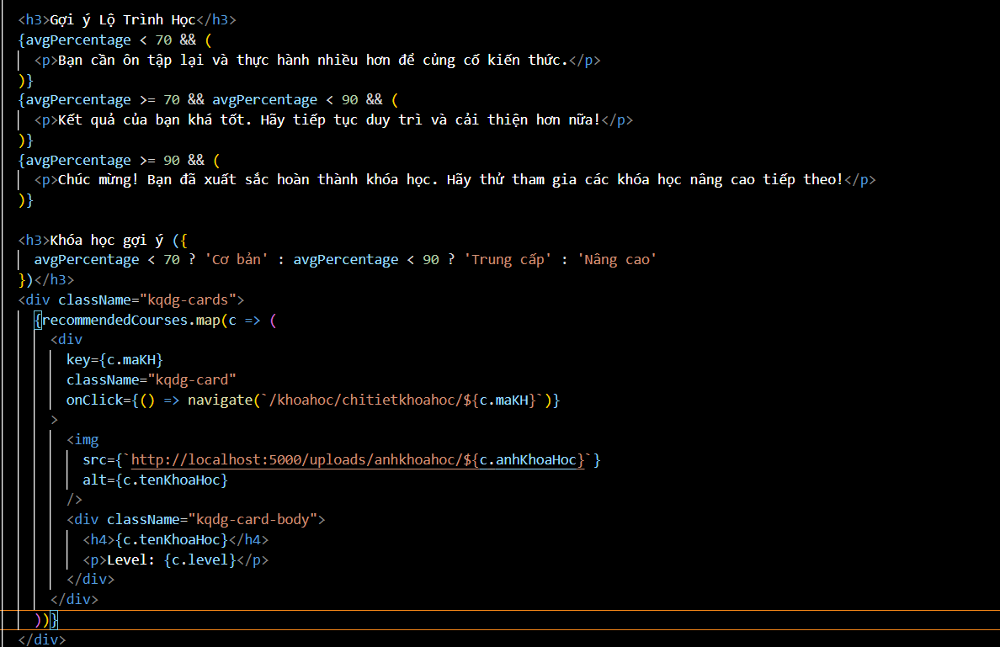 <h3>Gợi ý Lộ Trình Học</h3>
{avgPercentage < 70 && (
<p>Bạn cần ôn tập lại và thực hành nhiều hơn để củng cố kiến thức.</p>
)}
{avgPercentage >= 70 && avgPercentage < 90 && (
<p>Kết quả của bạn khá tốt. Hãy tiếp tục duy trì và cải thiện hơn nữa!</p>
)}
{avgPercentage >= 90 && (
<p>Chúc mừng! Bạn đã xuất sắc hoàn thành khóa học. Hãy thử tham gia các khóa học nâng cao tiếp theo!</p>
)}
<h3>Khóa học gợi ý ({
avgPercentage < 70 ? 'Cơ bản' : avgPercentage < 90 ? 'Trung cấp' : 'Nâng cao'
})</h3>
<div className="kqdg-cards">
{recommendedCourses.map(c => (
<div
key={c.maKH}
className="kqdg-card"
onClick={() => navigate(`/khoahoc/chitietkhoahoc/${c.maKH}`)}
>
<img
src={`http://localhost:5000/uploads/anhkhoahoc/${c.anhKhoaHoc}`}
alt={c.tenKhoaHoc}
/>
<div className="kqdg-card-body">
<h4>{c.tenKhoaHoc}</h4>
<p>Level: {c.level}</p>
</div>
</div>
))}
</div>